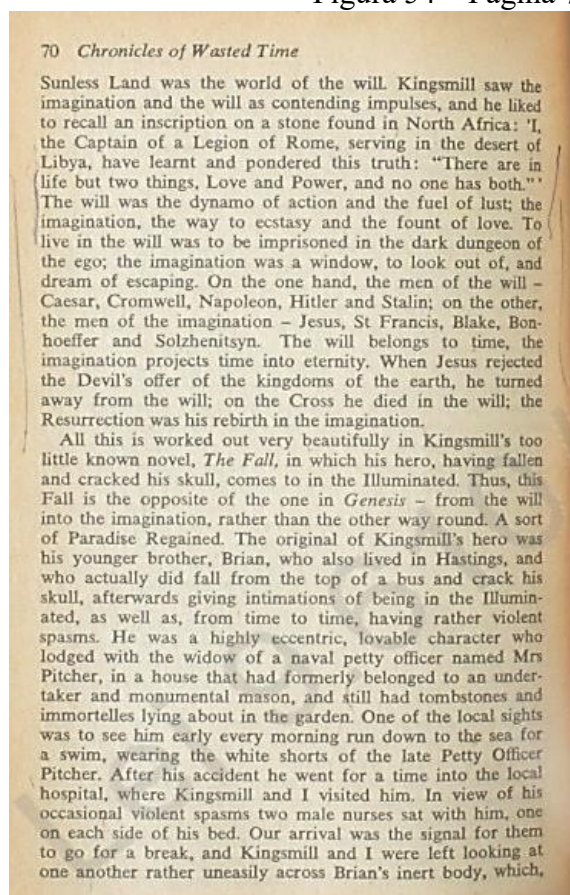 70 Chronicles of Wasted Time
Sunless Land was the world of the will. Kingsmill saw the
imagination and the will as contending impulses, and he liked
to recall an inscription on a stone found in North Africa: 'I,
the Captain of a Legion of Rome, serving in the desert of
Libya, have learnt and pondered this truth: "There are in
life but two things, Love and Power, and no one has both."'
The will was the dynamo of action and the fuel of lust; the
imagination, the way to ecstasy and the fount of love. To
live in the will was to be imprisoned in the dark dungeon of
the ego; the imagination was a window, to look out of, and
dream of escaping. On the one hand, the men of the will –
Caesar, Cromwell, Napoleon, Hitler and Stalin; on the other,
the men of the imagination – Jesus, St Francis, Blake, Bon-
hoeffer and Solzhenitsyn. The will belongs to time, the
imagination projects time into eternity. When Jesus rejected
the Devil's offer of the kingdoms of the earth, he turned
away from the will; on the Cross he died in the will; the
Resurrection was his rebirth in the imagination.
All this is worked out very beautifully in Kingsmill's too
little known novel, The Fall, in which his hero, having fallen
and cracked his skull, comes to in the Illuminated. Thus, this
Fall is the opposite of the one in Genesis – from the will
into the imagination, rather than the other way round. A sort
of Paradise Regained. The original of Kingsmill's hero was
his younger brother, Brian, who also lived in Hastings, and
who actually did fall from the top of a bus and crack his
skull, afterwards giving intimations of being in the Illumin-
ated, as well as, from time to time, having rather violent
spasms. He was a highly eccentric, lovable character who
lodged with the widow of a naval petty officer named Mrs
Pitcher, in a house that had formerly belonged to an under-
taker and monumental mason, and still had tombstones and
immortelles lying about in the garden. One of the local sights
was to see him early every morning run down to the sea for
a swim, wearing the white shorts of the late Petty Officer
Pitcher. After his accident he went for a time into the local
hospital, where Kingsmill and I visited him. In view of his
occasional violent spasms two male nurses sat with him, one
on each side of his bed. Our arrival was the signal for them
to go for a break, and Kingsmill and I were left looking at
one another rather uneasily across Brian's inert body, which,